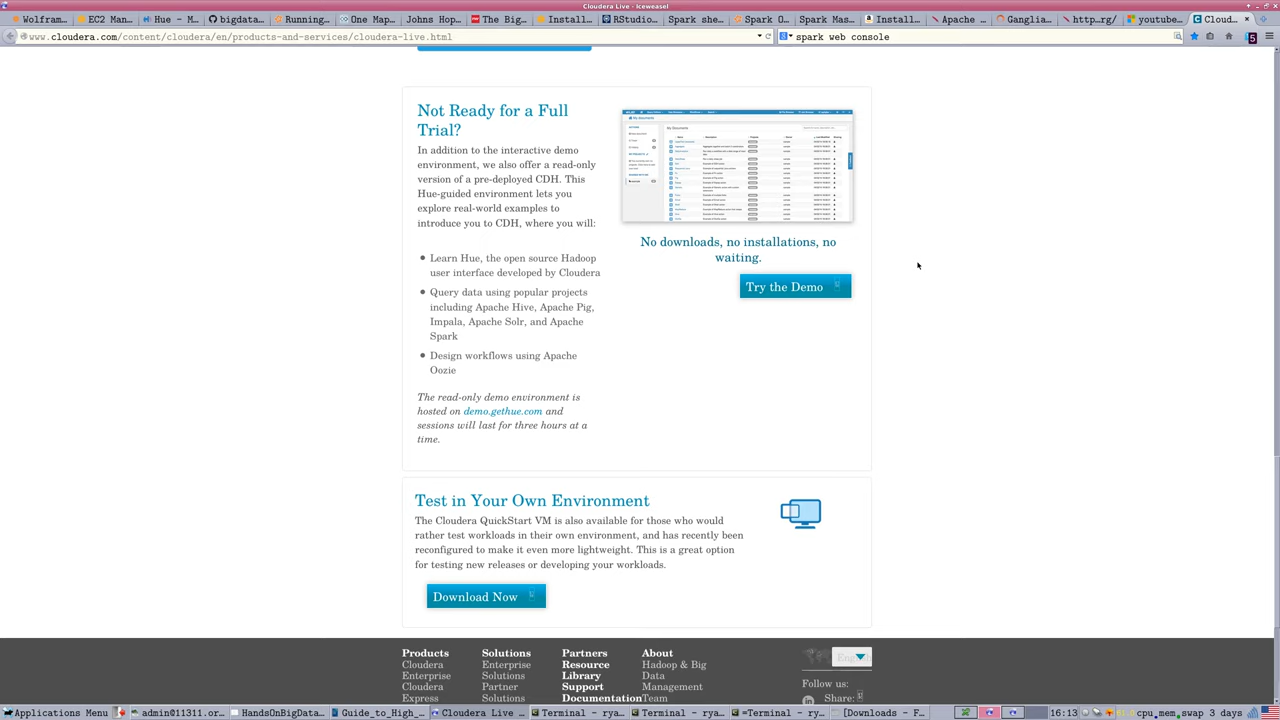 Cloudera Live - Iceweasel
Wolfram...
EC2 Man...
Hue - M...
bigdata...
Running...
One Map...
Johns Hop...
The Big...
Install...
RStudio...
Spark she...
Spark O...
Spark Mas...
Install...
Apache ...
Ganglia...
http...rg/
youtube...
Cloud...
www.cloudera.com/content/cloudera/en/products-and-services/cloudera-live.html
spark web console
5
Not Ready for a Full
Trial?
In addition to the interactive demo
environment, we also offer a read-only
version of a pre-deployed CDH. This
Hue-guided environment lets you
explore real-world examples to
introduce you to CDH, where you will:
Learn Hue, the open source Hadoop
user interface developed by Cloudera
Query data using popular projects
including Apache Hive, Apache Pig,
Impala, Apache Solr, and Apache
Spark
Design workflows using Apache
Oozie
The read-only demo environment is
hosted on demo.gethue.com and
sessions will last for three hours at a
time.
My documents
My Documents
No downloads, no installations, no
waiting.
Try the Demo
Test in Your Own Environment
The Cloudera QuickStart VM is also available for those who would
rather test workloads in their own environment, and has recently been
reconfigured to make it even more lightweight. This is a great option
for testing new releases or developing your workloads.
Download Now
Products
Cloudera
Enterprise
Cloudera
Express
Solutions
Enterprise
Solutions
Partner
Solutions
Partners
Resource
Library
Support
Documentation
About
Hadoop & Big
Data
Management
Team
English
Follow us:
Share:
Applications Menu
admin@11311.or...
HandsOnBigData...
Guide_to_High_...
Cloudera Live ...
Terminal - rya...
Terminal - rya...
=Terminal - rya...
[Downloads - F...
16:13
cpu_mem_swap 3 days